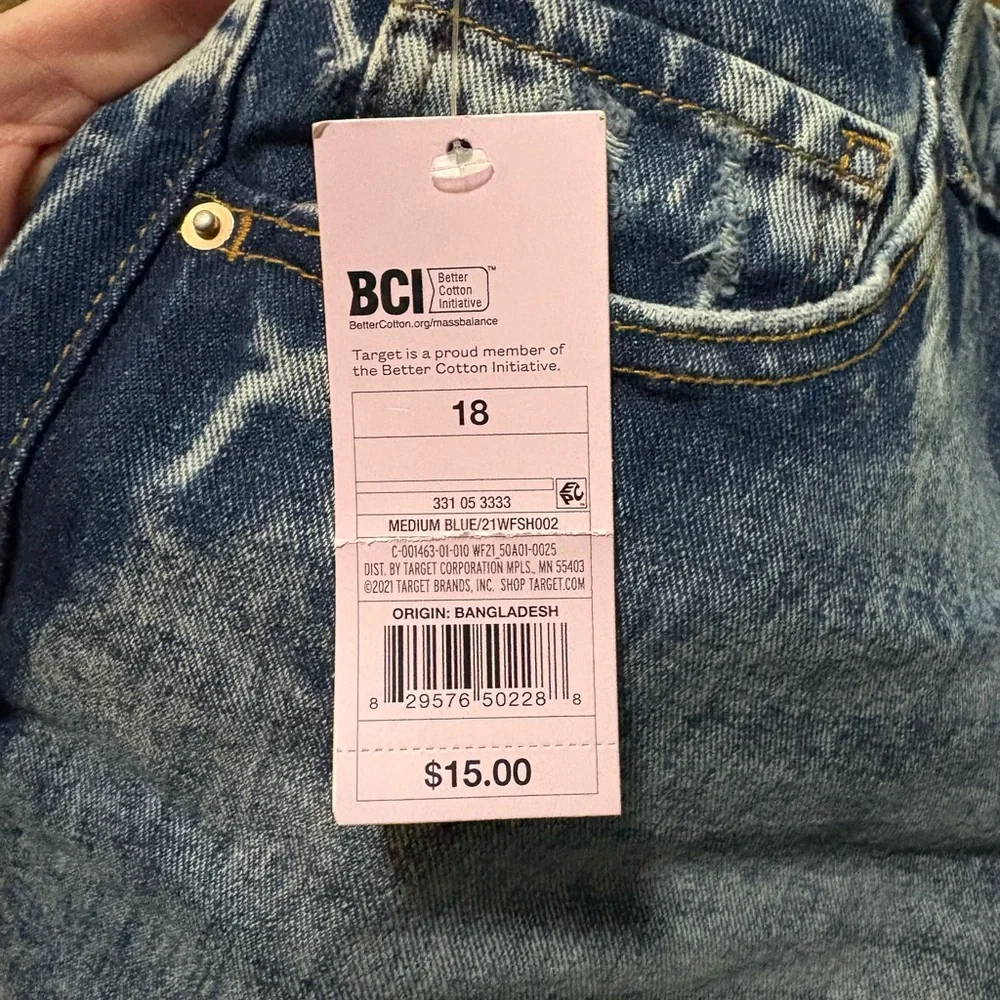 BCI Better
Cotton
Initiative™
BetterCotton.org/massbalance
Target is a proud member of
the Better Cotton Initiative.
18
EPC
331 05 3333
MEDIUM BLUE/21WFSH002
C-001463-01-010 WF21_50A01-0025
DIST. BY TARGET CORPORATION MPLS., MN 55403
©2021 TARGET BRANDS, INC. SHOP TARGET.COM
ORIGIN: BANGLADESH
8 29576 50228 8
$15.00